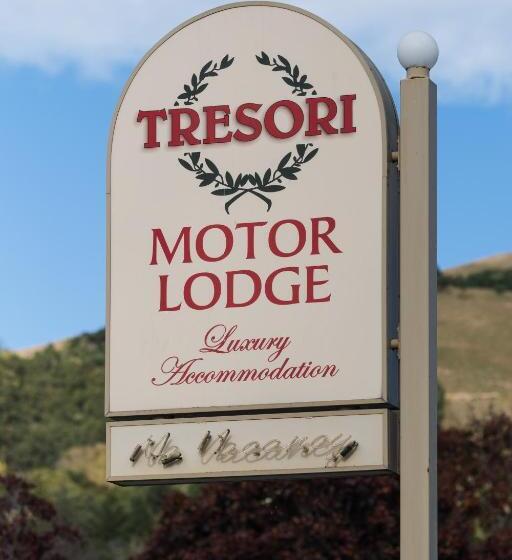 TRESORI
MOTOR
LODGE
Luxury
Accommodation
No Vacancy